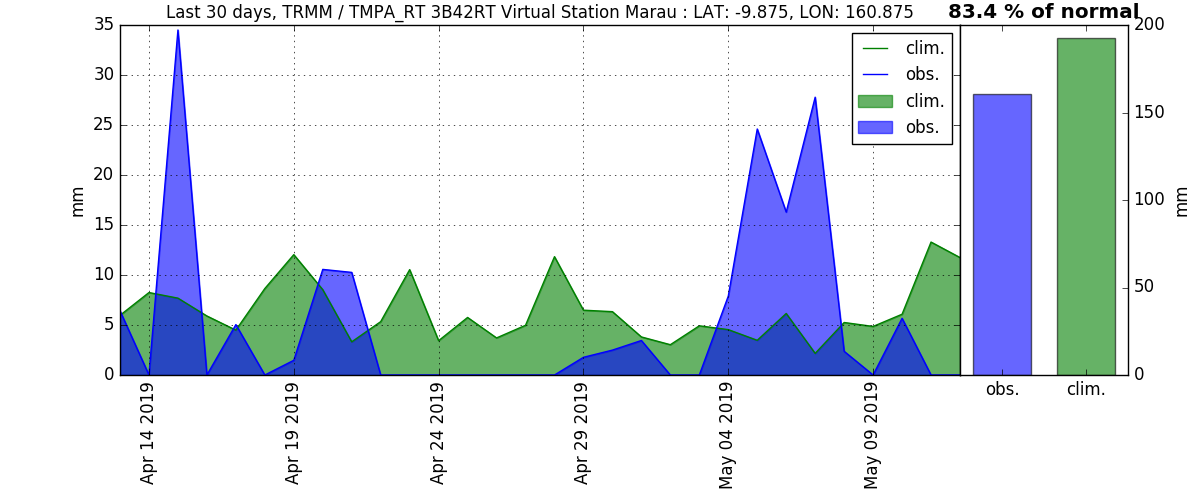 Last 30 days, TRMM / TMPA_RT 3B42RT Virtual Station Marau : LAT: -9.875, LON: 160.875
83.4 % of normal
35
30
25
20
15
10
5
0
mm
clim.
obs.
clim.
obs.
Apr 14 2019
Apr 19 2019
Apr 24 2019
Apr 29 2019
May 04 2019
May 09 2019
200
150
100
50
0
mm
obs.
clim.